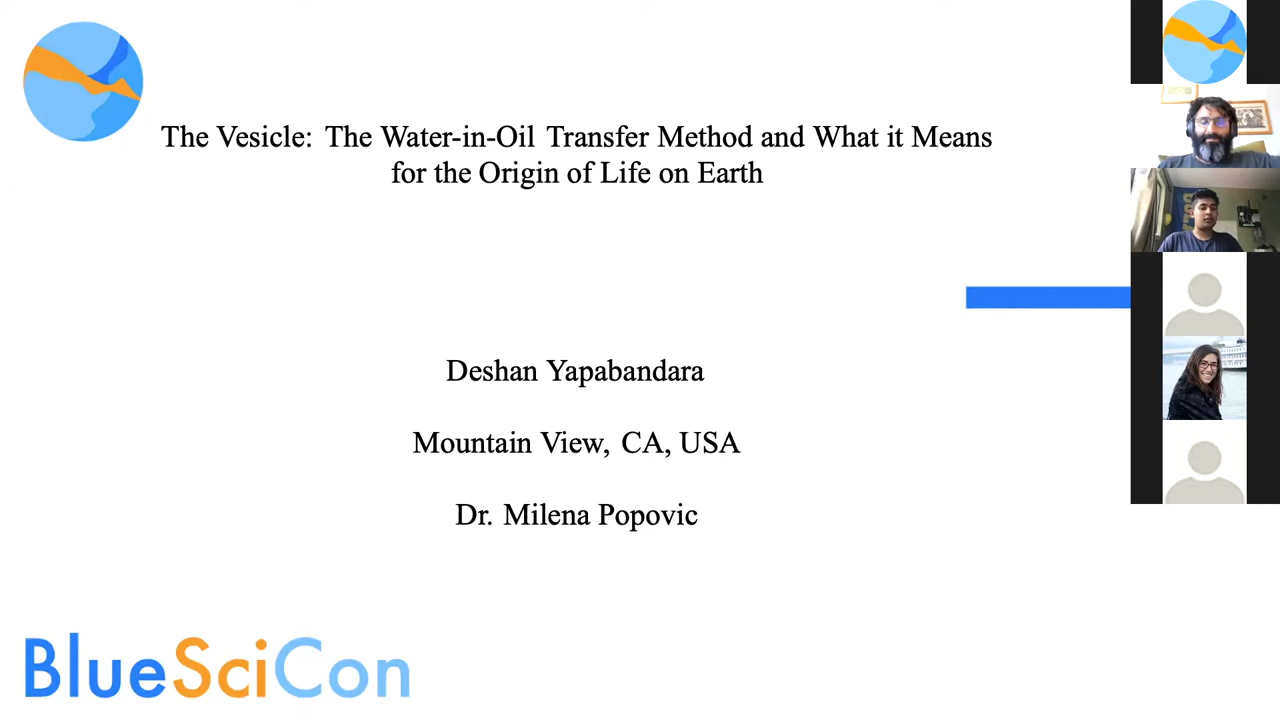 The Vesicle: The Water-in-Oil Transfer Method and What it Means
for the Origin of Life on Earth
Deshan Yapabandara
Mountain View, CA, USA
Dr. Milena Popovic
BlueSciCon